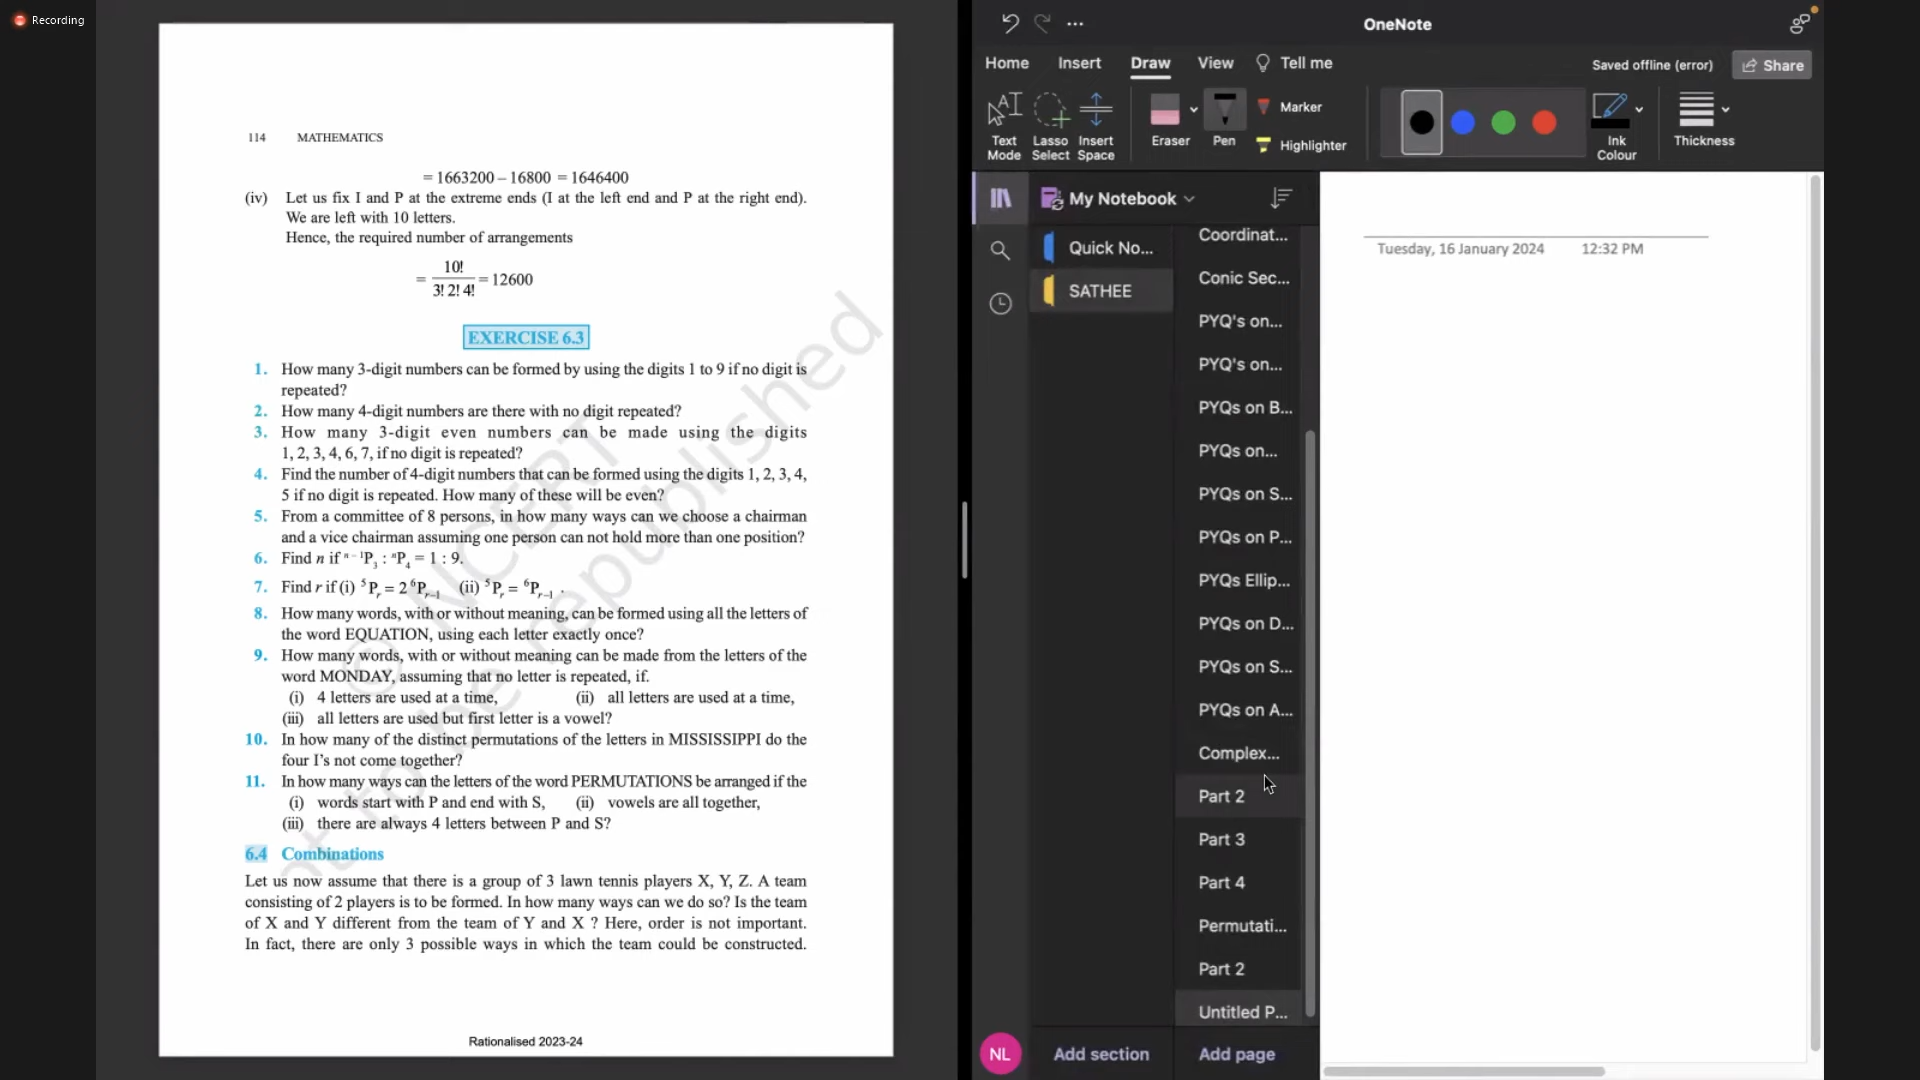 Recording
114 MATHEMATICS
= 1663200 – 16800 = 1646400
(iv) Let us fix I and P at the extreme ends (I at the left end and P at the right end).
We are left with 10 letters.
Hence, the required number of arrangements
= 10! / 3! 2! 4! = 12600
EXERCISE 6.3
1. How many 3-digit numbers can be formed by using the digits 1 to 9 if no digit is
repeated?
2. How many 4-digit numbers are there with no digit repeated?
3. How many 3-digit even numbers can be made using the digits
1, 2, 3, 4, 6, 7, if no digit is repeated?
4. Find the number of 4-digit numbers that can be formed using the digits 1, 2, 3, 4,
5 if no digit is repeated. How many of these will be even?
5. From a committee of 8 persons, in how many ways can we choose a chairman
and a vice chairman assuming one person can not hold more than one position?
6. Find n if ⁿ⁻¹P₃ : ⁿP₄ = 1 : 9.
7. Find r if (i) ⁵Pᵣ = 2 ⁶Pᵣ₋₁ (ii) ⁵Pᵣ = ⁶Pᵣ₋₁ .
8. How many words, with or without meaning, can be formed using all the letters of
the word EQUATION, using each letter exactly once?
9. How many words, with or without meaning can be made from the letters of the
word MONDAY, assuming that no letter is repeated, if.
(i) 4 letters are used at a time, (ii) all letters are used at a time,
(iii) all letters are used but first letter is a vowel?
10. In how many of the distinct permutations of the letters in MISSISSIPPI do the
four I's not come together?
11. In how many ways can the letters of the word PERMUTATIONS be arranged if the
(i) words start with P and end with S, (ii) vowels are all together,
(iii) there are always 4 letters between P and S?
6.4 Combinations
Let us now assume that there is a group of 3 lawn tennis players X, Y, Z. A team
consisting of 2 players is to be formed. In how many ways can we do so? Is the team
of X and Y different from the team of Y and X ? Here, order is not important.
In fact, there are only 3 possible ways in which the team could be constructed.
Rationalised 2023-24
© NCERT
not to be republished
OneNote
Home Insert Draw View Tell me
Saved offline (error) Share
Text Mode
Lasso Select
Insert Space
Eraser
Pen
Marker
Highlighter
Ink Colour
Thickness
My Notebook
Quick No...
SATHEE
Coordinat...
Conic Sec...
PYQ's on...
PYQ's on...
PYQs on B...
PYQs on...
PYQs on S...
PYQs on P...
PYQs Ellip...
PYQs on D...
PYQs on S...
PYQs on A...
Complex...
Part 2
Part 3
Part 4
Permutati...
Part 2
Untitled P...
NL
Add section
Add page
Tuesday, 16 January 2024 12:32 PM